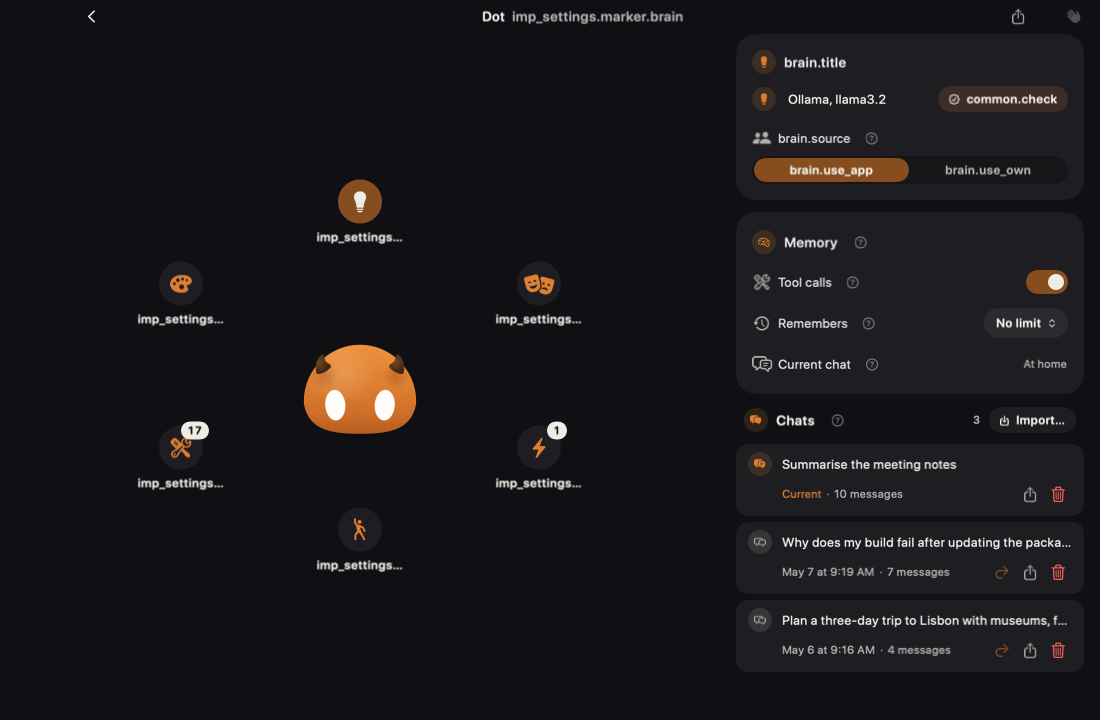 Dot imp_settings.marker.brain
imp_settings...
imp_settings...
imp_settings...
17
imp_settings...
1
imp_settings...
imp_settings...
brain.title
Ollama, llama3.2
common.check
brain.source
brain.use_app
brain.use_own
Memory
Tool calls
Remembers
No limit
Current chat
At home
Chats
3
Import...
Summarise the meeting notes
Current · 10 messages
Why does my build fail after updating the packa...
May 7 at 9:19 AM · 7 messages
Plan a three-day trip to Lisbon with museums, f...
May 6 at 9:16 AM · 4 messages